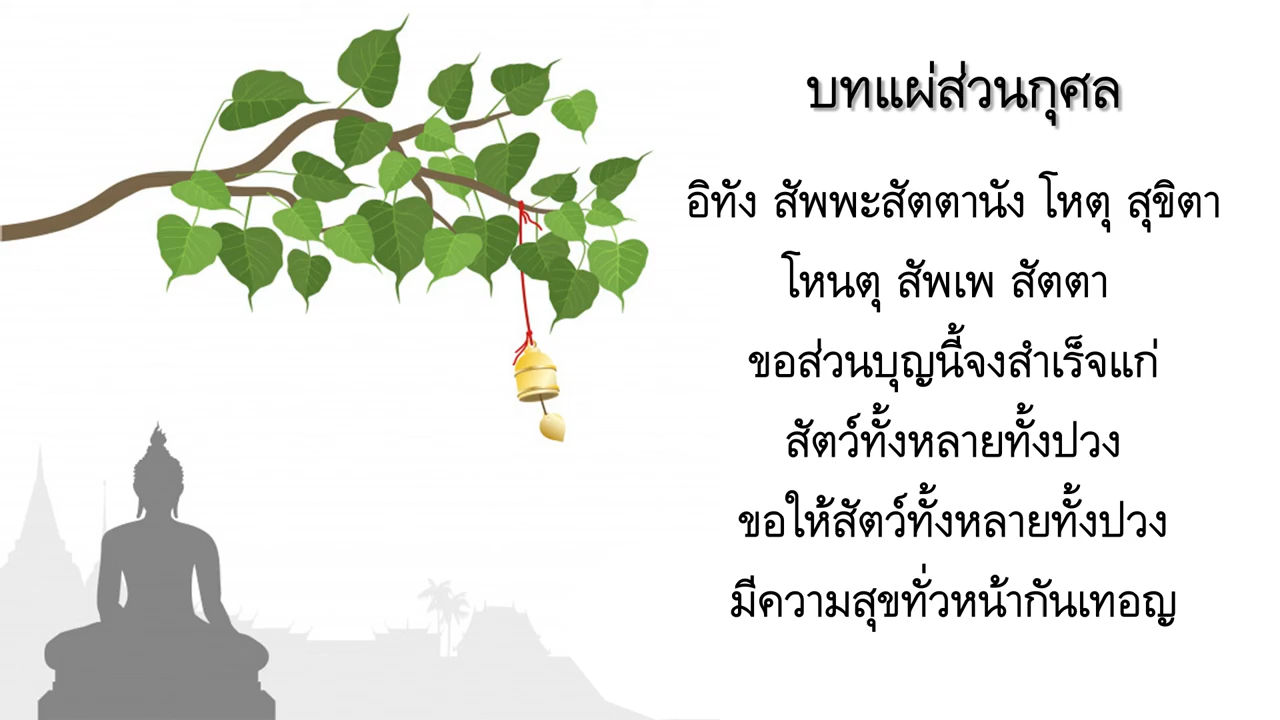 บทแผ่ส่วนกุศล
อิทัง สัพพะสัตตานัง โหตุ สุขิตา
โหนตุ สัพเพ สัตตา
ขอส่วนบุญนี้จงสำเร็จแก่
สัตว์ทั้งหลายทั้งปวง
ขอให้สัตว์ทั้งหลายทั้งปวง
มีความสุขทั่วหน้ากันเทอญ